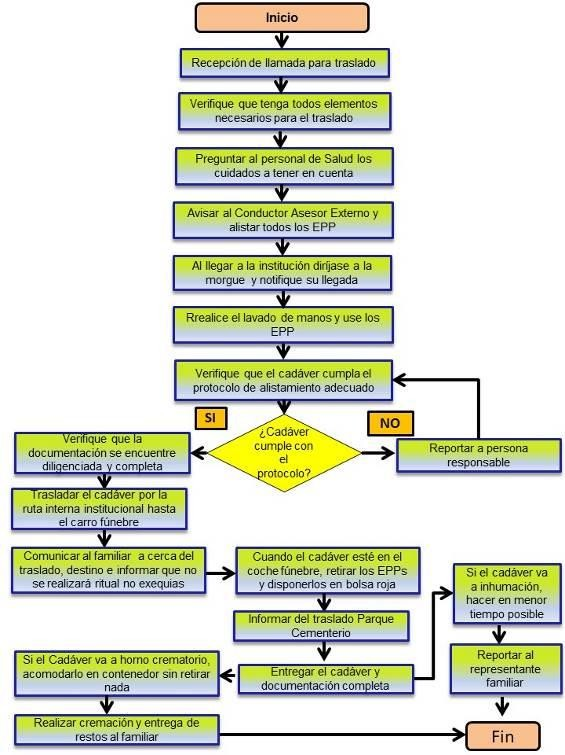 Inicio
Recepción de llamada para traslado
Verifique que tenga todos elementos
necesarios para el traslado
Preguntar al personal de Salud los
cuidados a tener en cuenta
Avisar al Conductor Asesor Externo y
alistar todos los EPP
Al llegar a la institución diríjase a la
morgue y notifique su llegada
Rrealice el lavado de manos y use los
EPP
Verifique que el cadáver cumpla el
protocolo de alistamiento adecuado
SI
NO
¿Cadáver
cumple con
el
protocolo?
Reportar a persona
responsable
Verifique que la
documentación se encuentre
diligenciada y completa
Trasladar el cadáver por la
ruta interna institucional hasta
el carro fúnebre
Comunicar al familiar a cerca del
traslado, destino e informar que no
se realizará ritual no exequias
Cuando el cadáver esté en el
coche fúnebre, retirar los EPPs
y disponerlos en bolsa roja
Informar del traslado Parque
Cementerio
Entregar el cadáver y
documentación completa
Si el cadáver va
a inhumación,
hacer en menor
tiempo posible
Reportar al
representante
familiar
Si el Cadáver va a horno crematorio,
acomodarlo en contenedor sin retirar
nada
Realizar cremación y entrega de
restos al familiar
Fin